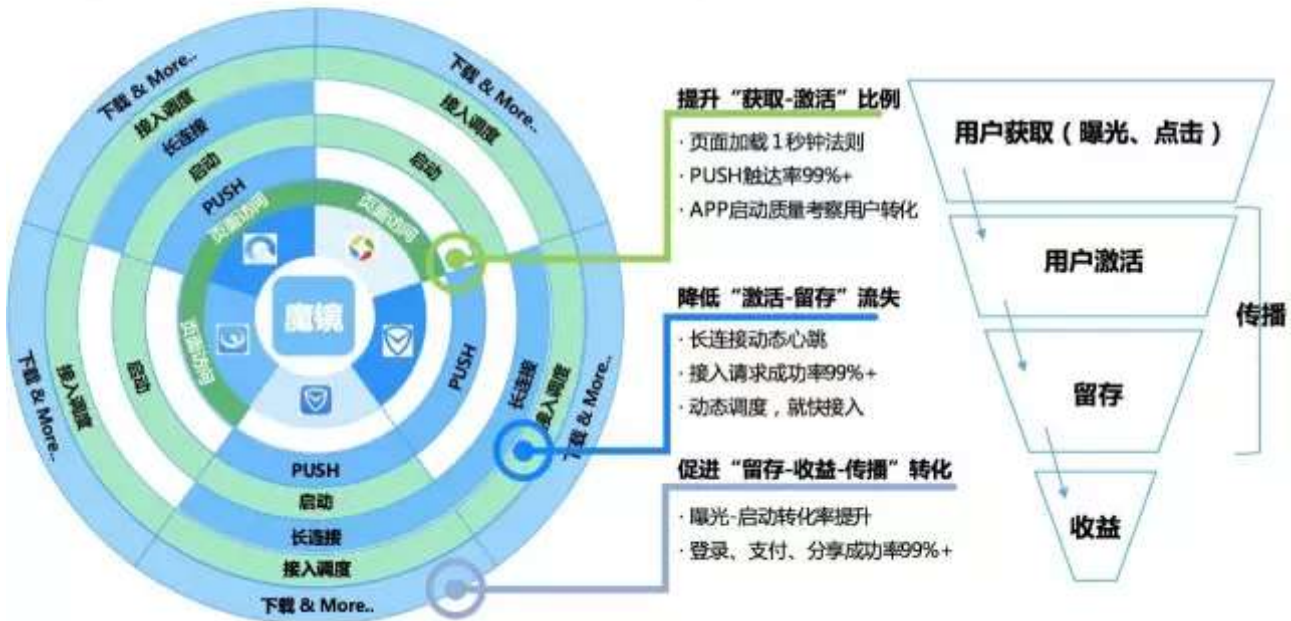 下载 & More..
接入调度
长连接
启动
PUSH
页面访问
下载 & More..
接入调度
启动
页面访问
魔镜
下载 & More..
接入调度
启动
页面访问
PUSH
长连接
接入调度
下载 & More..
PUSH
启动
长连接
接入调度
下载 & More..
提升“获取-激活”比例
· 页面加载1秒钟法则
· PUSH触达率99%+
· APP启动质量考察用户转化
降低“激活-留存”流失
· 长连接动态心跳
· 接入请求成功率99%+
· 动态调度，就快接入
促进“留存-收益-传播”转化
· 曝光-启动转化率提升
· 登录、支付、分享成功率99%+
用户获取（曝光、点击）
用户激活
留存
收益
传播